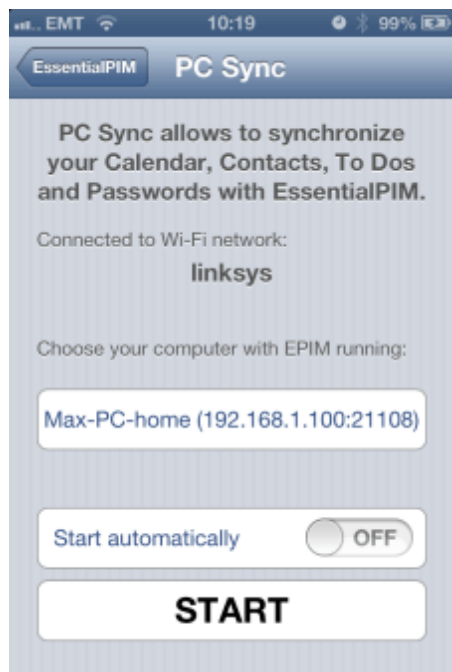 EMT 10:19 99%
EssentialPIM PC Sync
PC Sync allows to synchronize
your Calendar, Contacts, To Dos
and Passwords with EssentialPIM.
Connected to Wi-Fi network:
linksys
Choose your computer with EPIM running:
Max-PC-home (192.168.1.100:21108)
Start automatically OFF
START